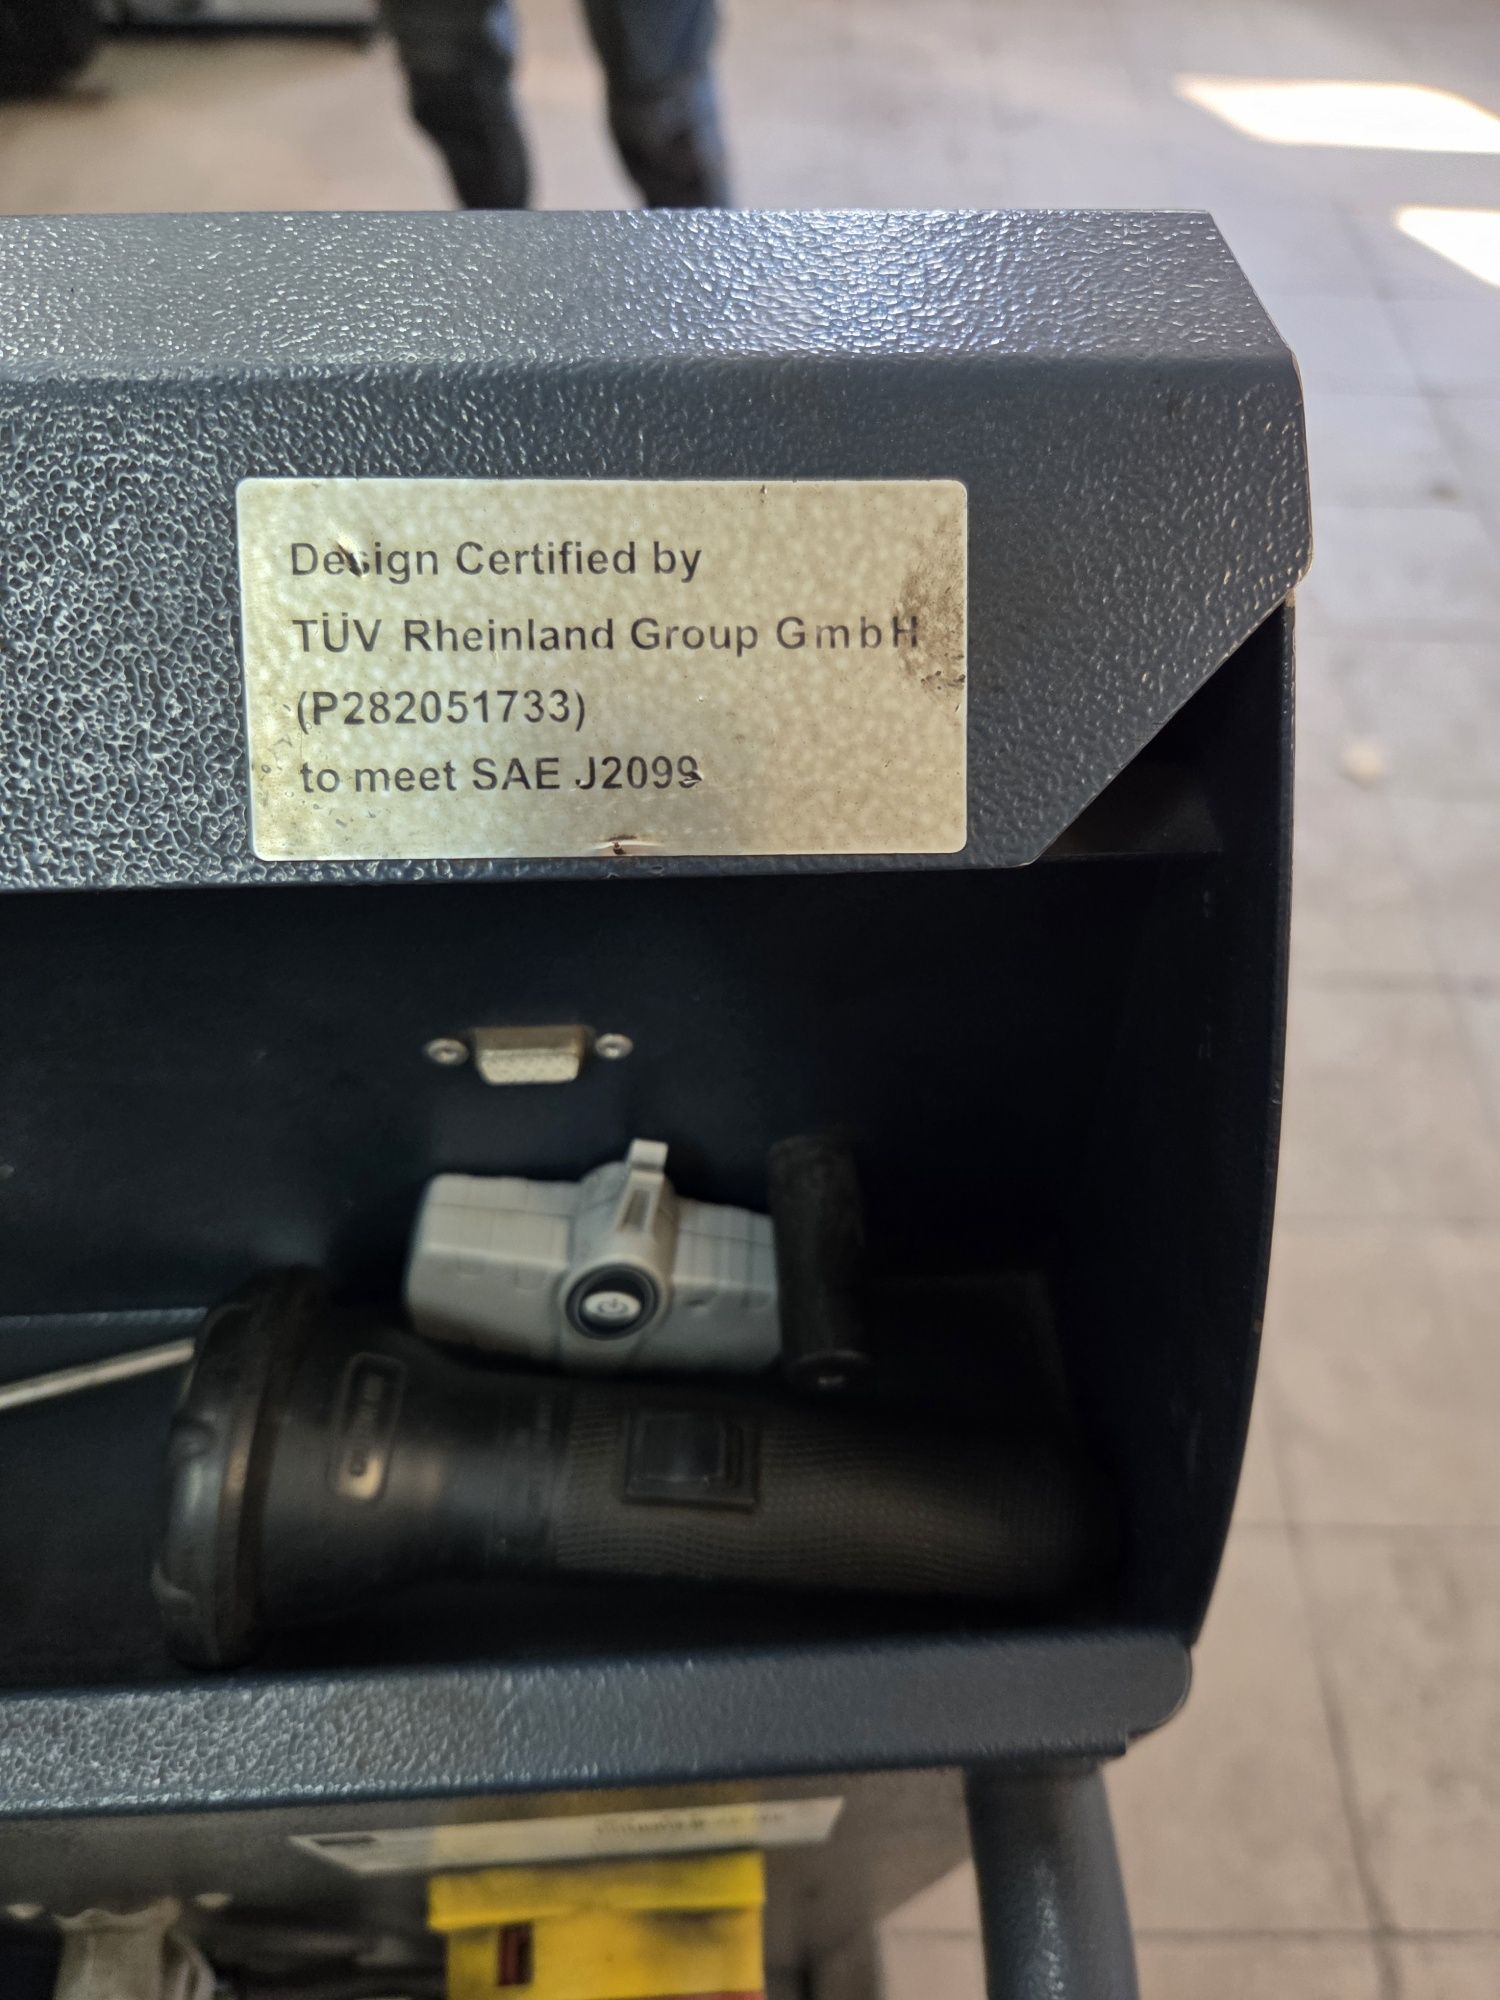 Design Certified by
TÜV Rheinland Group GmbH
(P282051733)
to meet SAE J2099